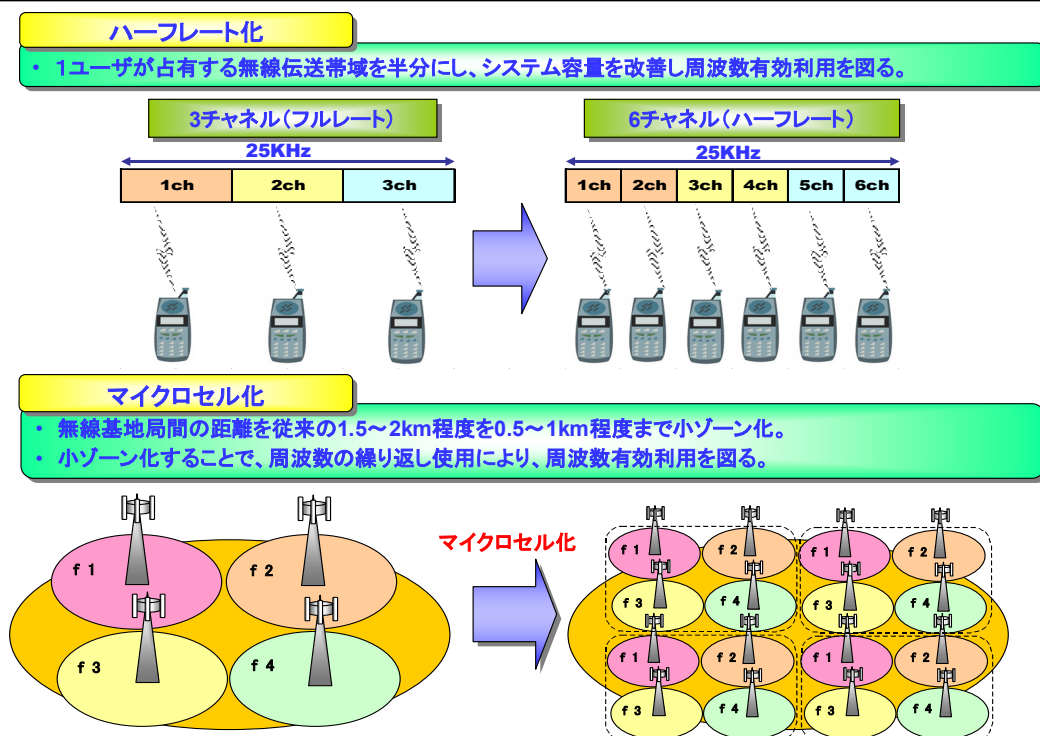 ハーフレート化
・ 1ユーザが占有する無線伝送帯域を半分にし、システム容量を改善し周波数有効利用を図る。
3チャネル(フルレート)
6チャネル(ハーフレート)
25KHz
25KHz
1ch 2ch 3ch
1ch 2ch 3ch 4ch 5ch 6ch
マイクロセル化
・ 無線基地局間の距離を従来の1.5～2km程度を0.5～1km程度まで小ゾーン化。
・ 小ゾーン化することで、周波数の繰り返し使用により、周波数有効利用を図る。
マイクロセル化
f 1 f 2
f 3 f 4
f 1 f 2 f 1 f 2
f 3 f 4 f 3 f 4
f 1 f 2 f 1 f 2
f 3 f 4 f 3 f 4